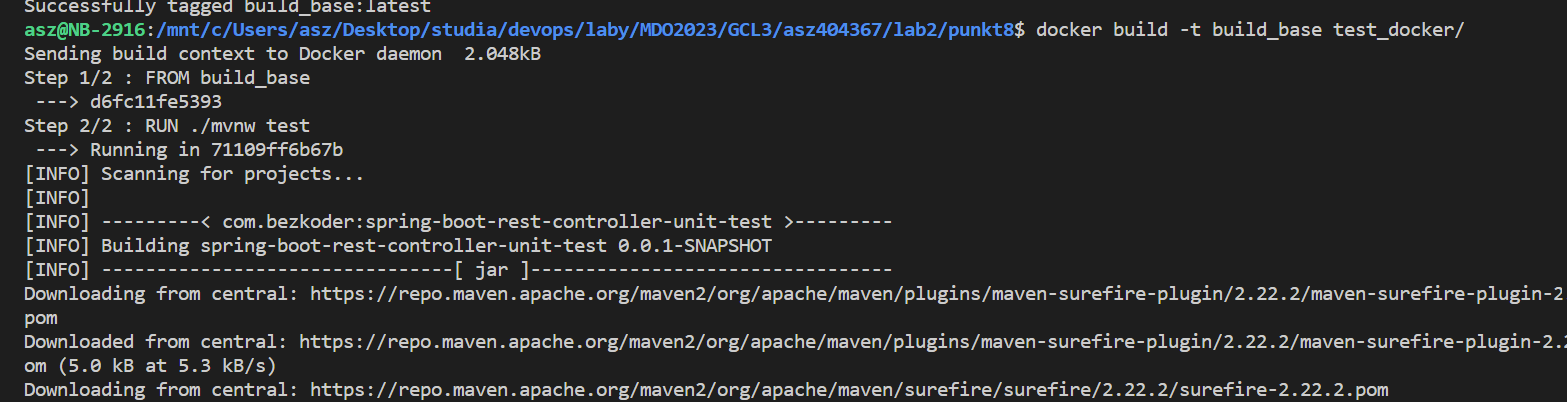 Successfully tagged build_base:latest
asz@NB-2916:/mnt/c/Users/asz/Desktop/studia/devops/laby/MDO2023/GCL3/asz404367/lab2/punkt8$ docker build -t build_base test_docker/
Sending build context to Docker daemon  2.048kB
Step 1/2 : FROM build_base
 ---> d6fc11fe5393
Step 2/2 : RUN ./mvnw test
 ---> Running in 71109ff6b67b
[INFO] Scanning for projects...
[INFO]
[INFO] ---------< com.bezkoder:spring-boot-rest-controller-unit-test >---------
[INFO] Building spring-boot-rest-controller-unit-test 0.0.1-SNAPSHOT
[INFO] --------------------------------[ jar ]---------------------------------
Downloading from central: https://repo.maven.apache.org/maven2/org/apache/maven/plugins/maven-surefire-plugin/2.22.2/maven-surefire-plugin-2
pom
Downloaded from central: https://repo.maven.apache.org/maven2/org/apache/maven/plugins/maven-surefire-plugin/2.22.2/maven-surefire-plugin-2.2
om (5.0 kB at 5.3 kB/s)
Downloading from central: https://repo.maven.apache.org/maven2/org/apache/maven/surefire/surefire/2.22.2/surefire-2.22.2.pom